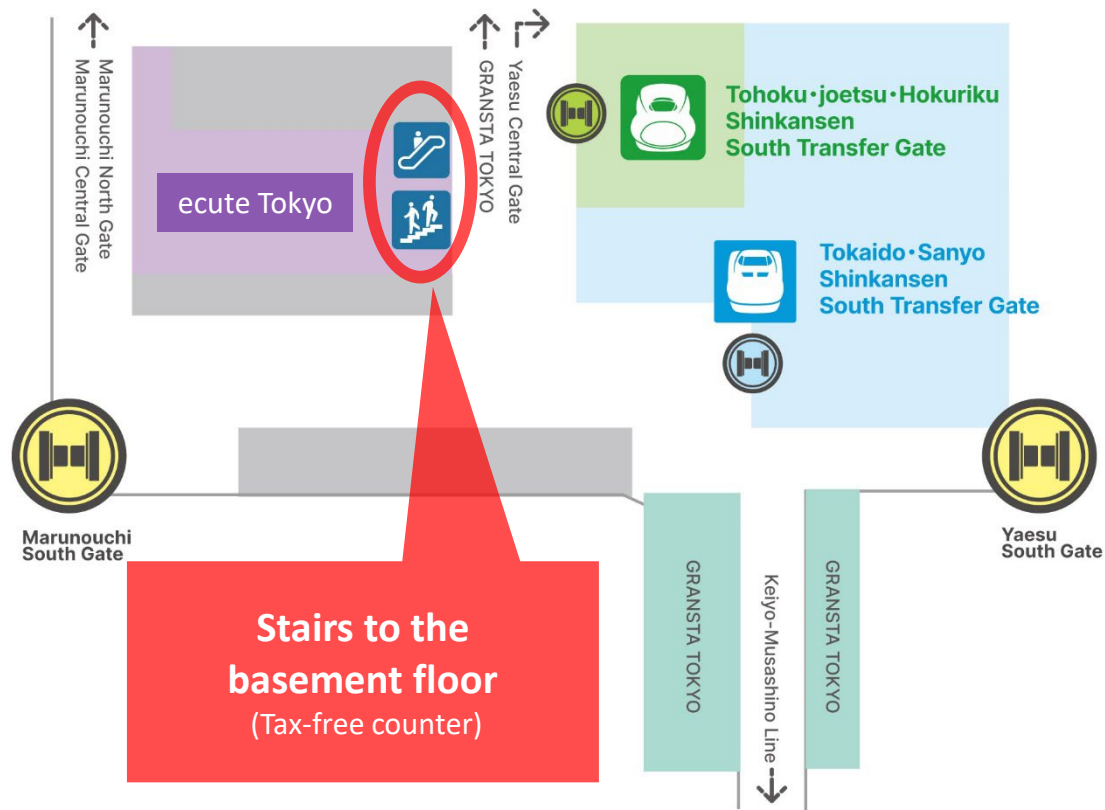 Marunouchi North Gate
Marunouchi Central Gate
GRANSTA TOKYO
Yaesu Central Gate
Tohoku・joetsu・Hokuriku
Shinkansen
South Transfer Gate
ecute Tokyo
Tokaido・Sanyo
Shinkansen
South Transfer Gate
Marunouchi
South Gate
Yaesu
South Gate
Stairs to the
basement floor
(Tax-free counter)
GRANSTA TOKYO
Keiyo-Musashino Line
GRANSTA TOKYO